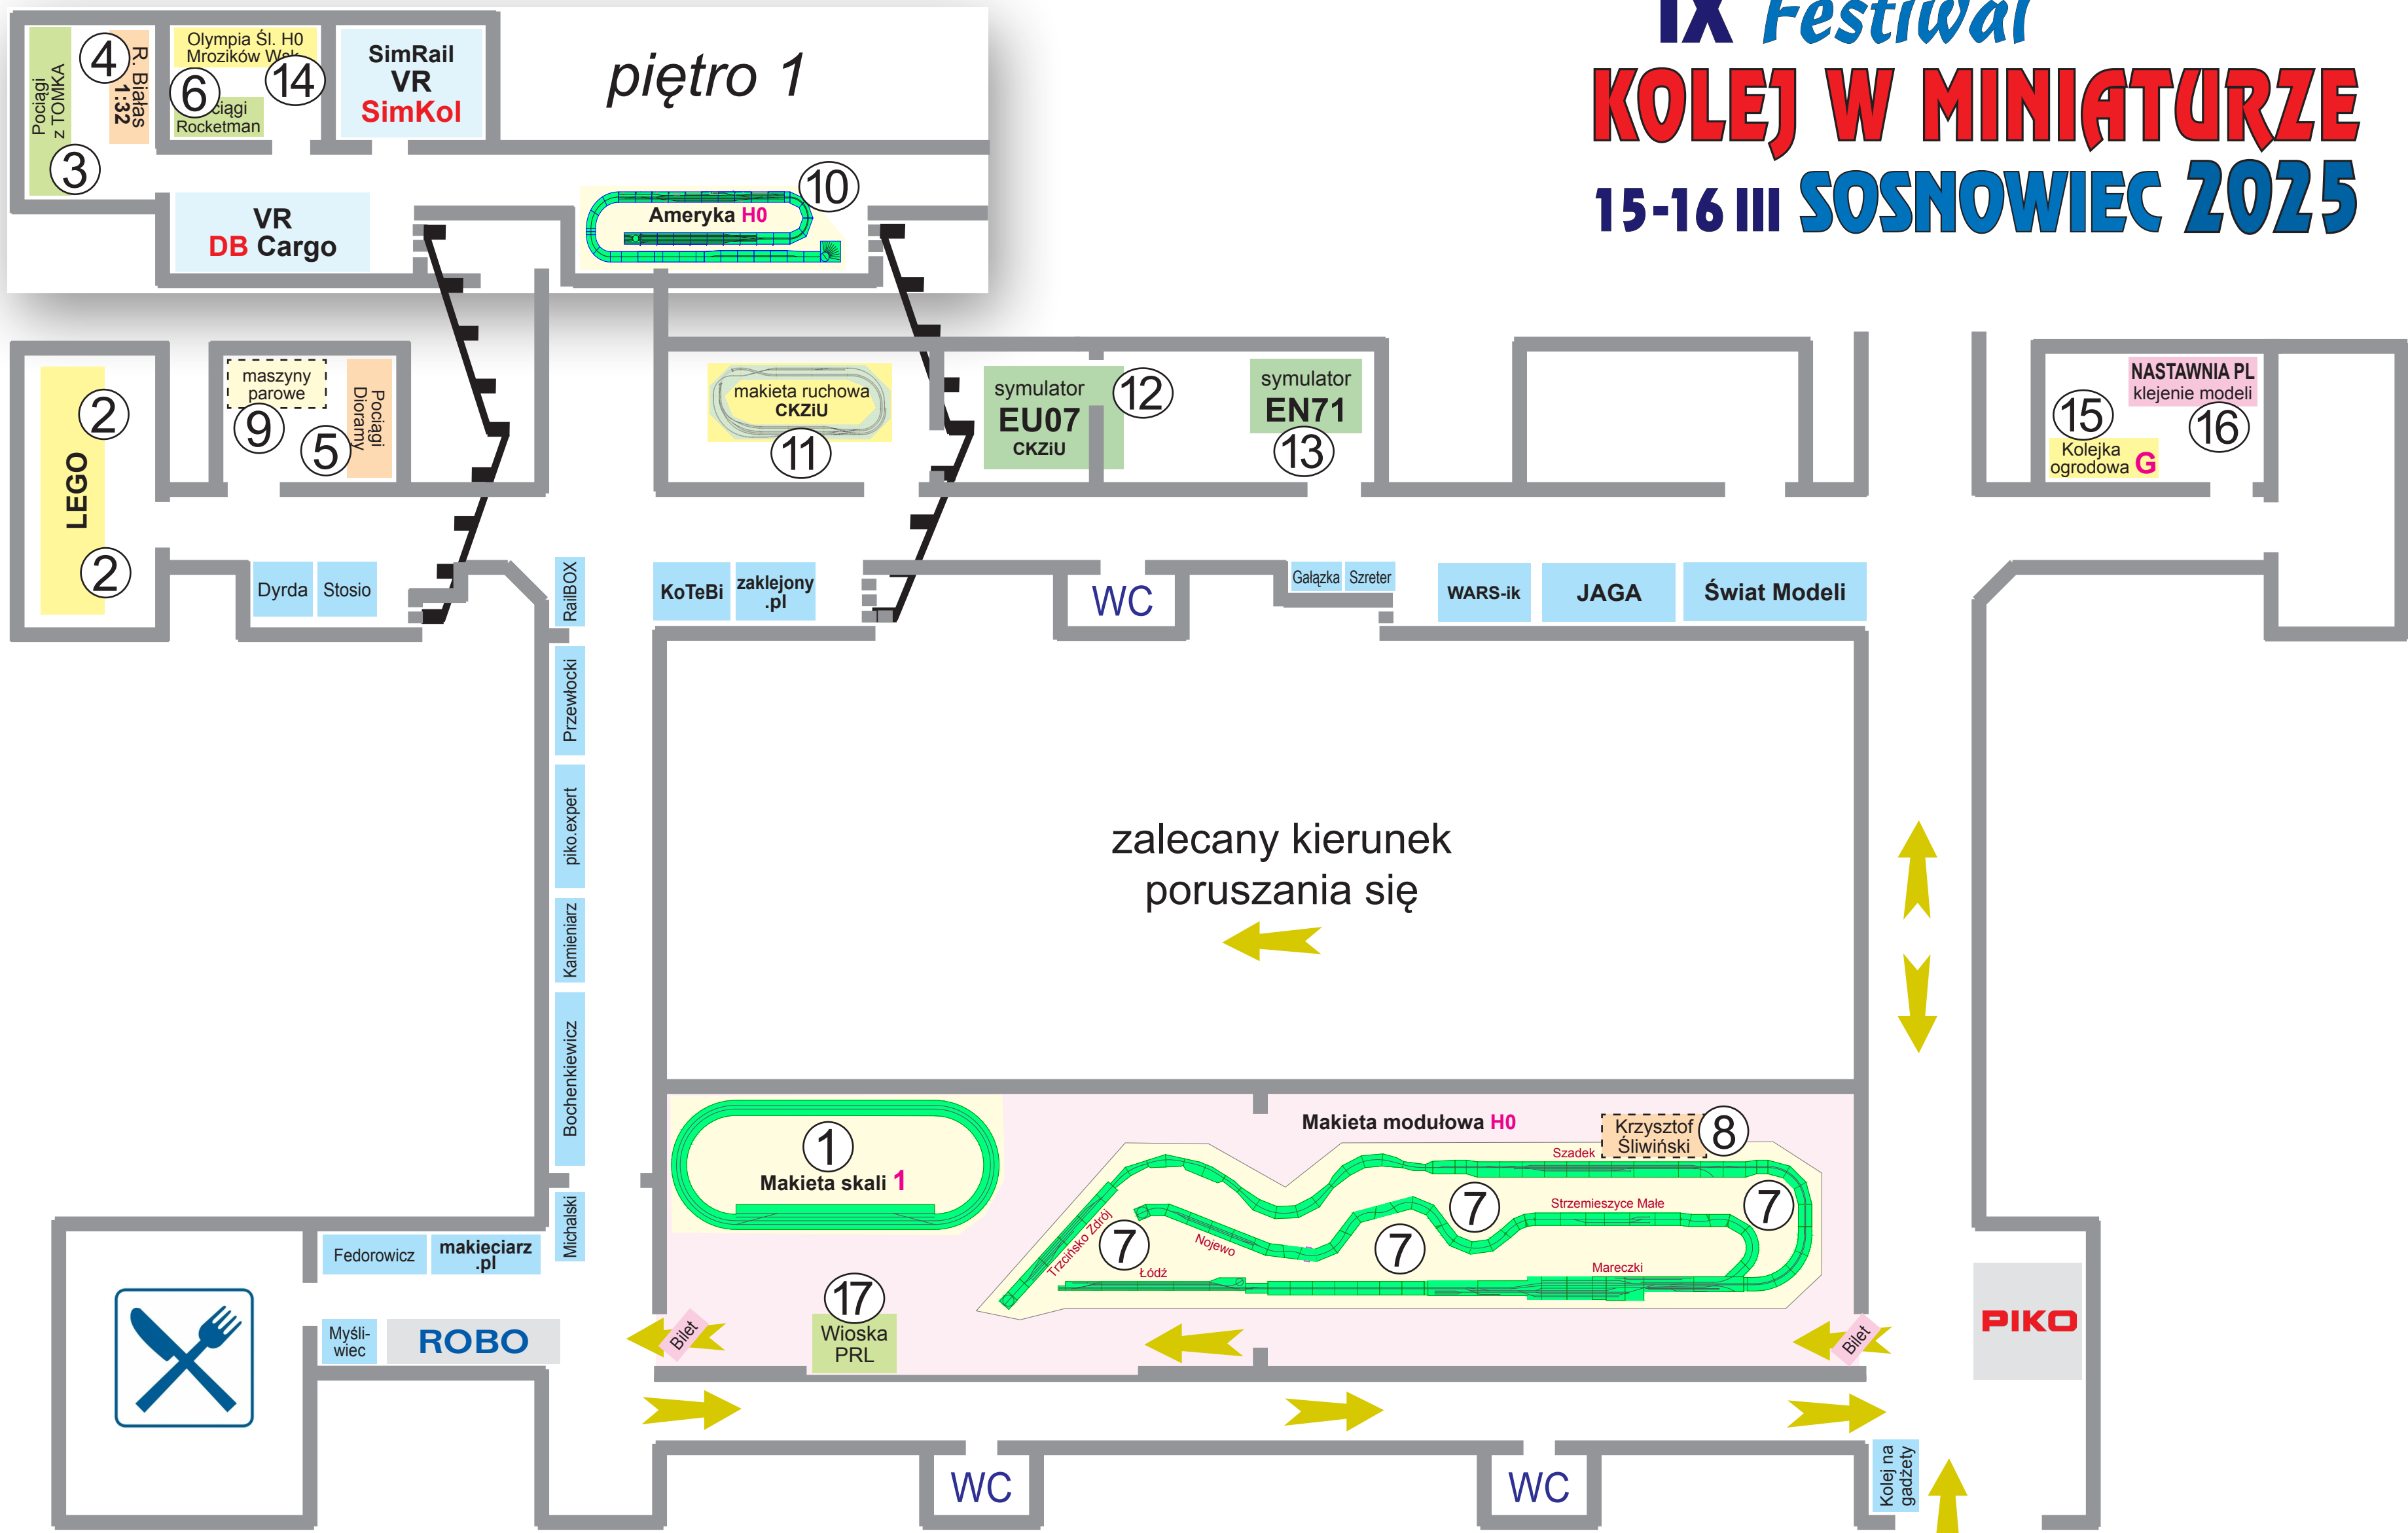 IX Festiwal
KOLEJ W MINIATURZE
15-16 III SOSNOWIEC 2025
piętro 1
Pociągi
z TOMKA
3
4
R. Białas
1:32
Olympia Śl. H0
Mrozików
6
14
Rocketman
SimRail
VR
SimKol
VR
DB Cargo
Ameryka H0
10
LEGO
2
2
maszyny
parowe
9
5
Pociągi
Dioramy
makieta ruchowa
CKZiU
11
symulator
EU07
CKZiU
12
symulator
EN71
13
15
Kolejka
ogrodowa G
NASTAWNIA PL
klejenie modeli
16
Dyrda
Stosio
RailBOX
KoTeBi
zaklejony
.pl
WC
Gałązka
Szreter
WARS-ik
JAGA
Świat Modeli
Przewłocki
piko.expert
Kamieniarz
Bochenkiewicz
Michalski
zalecany kierunek
poruszania się
1
Makieta skali 1
Makieta modułowa H0
Krzysztof
Śliwiński
8
Szadek
Strzemieszyce Małe
7
7
7
7
Trzcińsko Zdrój
Nojewo
Łódź
Mareczki
17
Wioska
PRL
Bilet
Bilet
Fedorowicz
makieciarz
.pl
Myśli-
wiec
ROBO
PIKO
WC
WC
Kolej na
gadżety